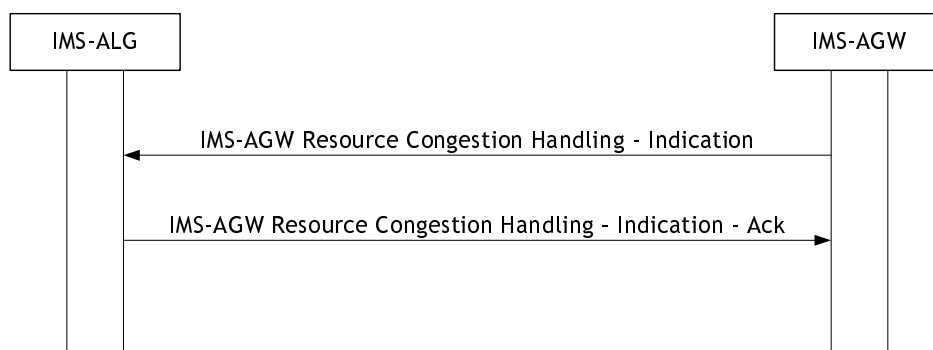 IMS-ALG
IMS-AGW
IMS-AGW Resource Congestion Handling - Indication
IMS-AGW Resource Congestion Handling - Indication - Ack